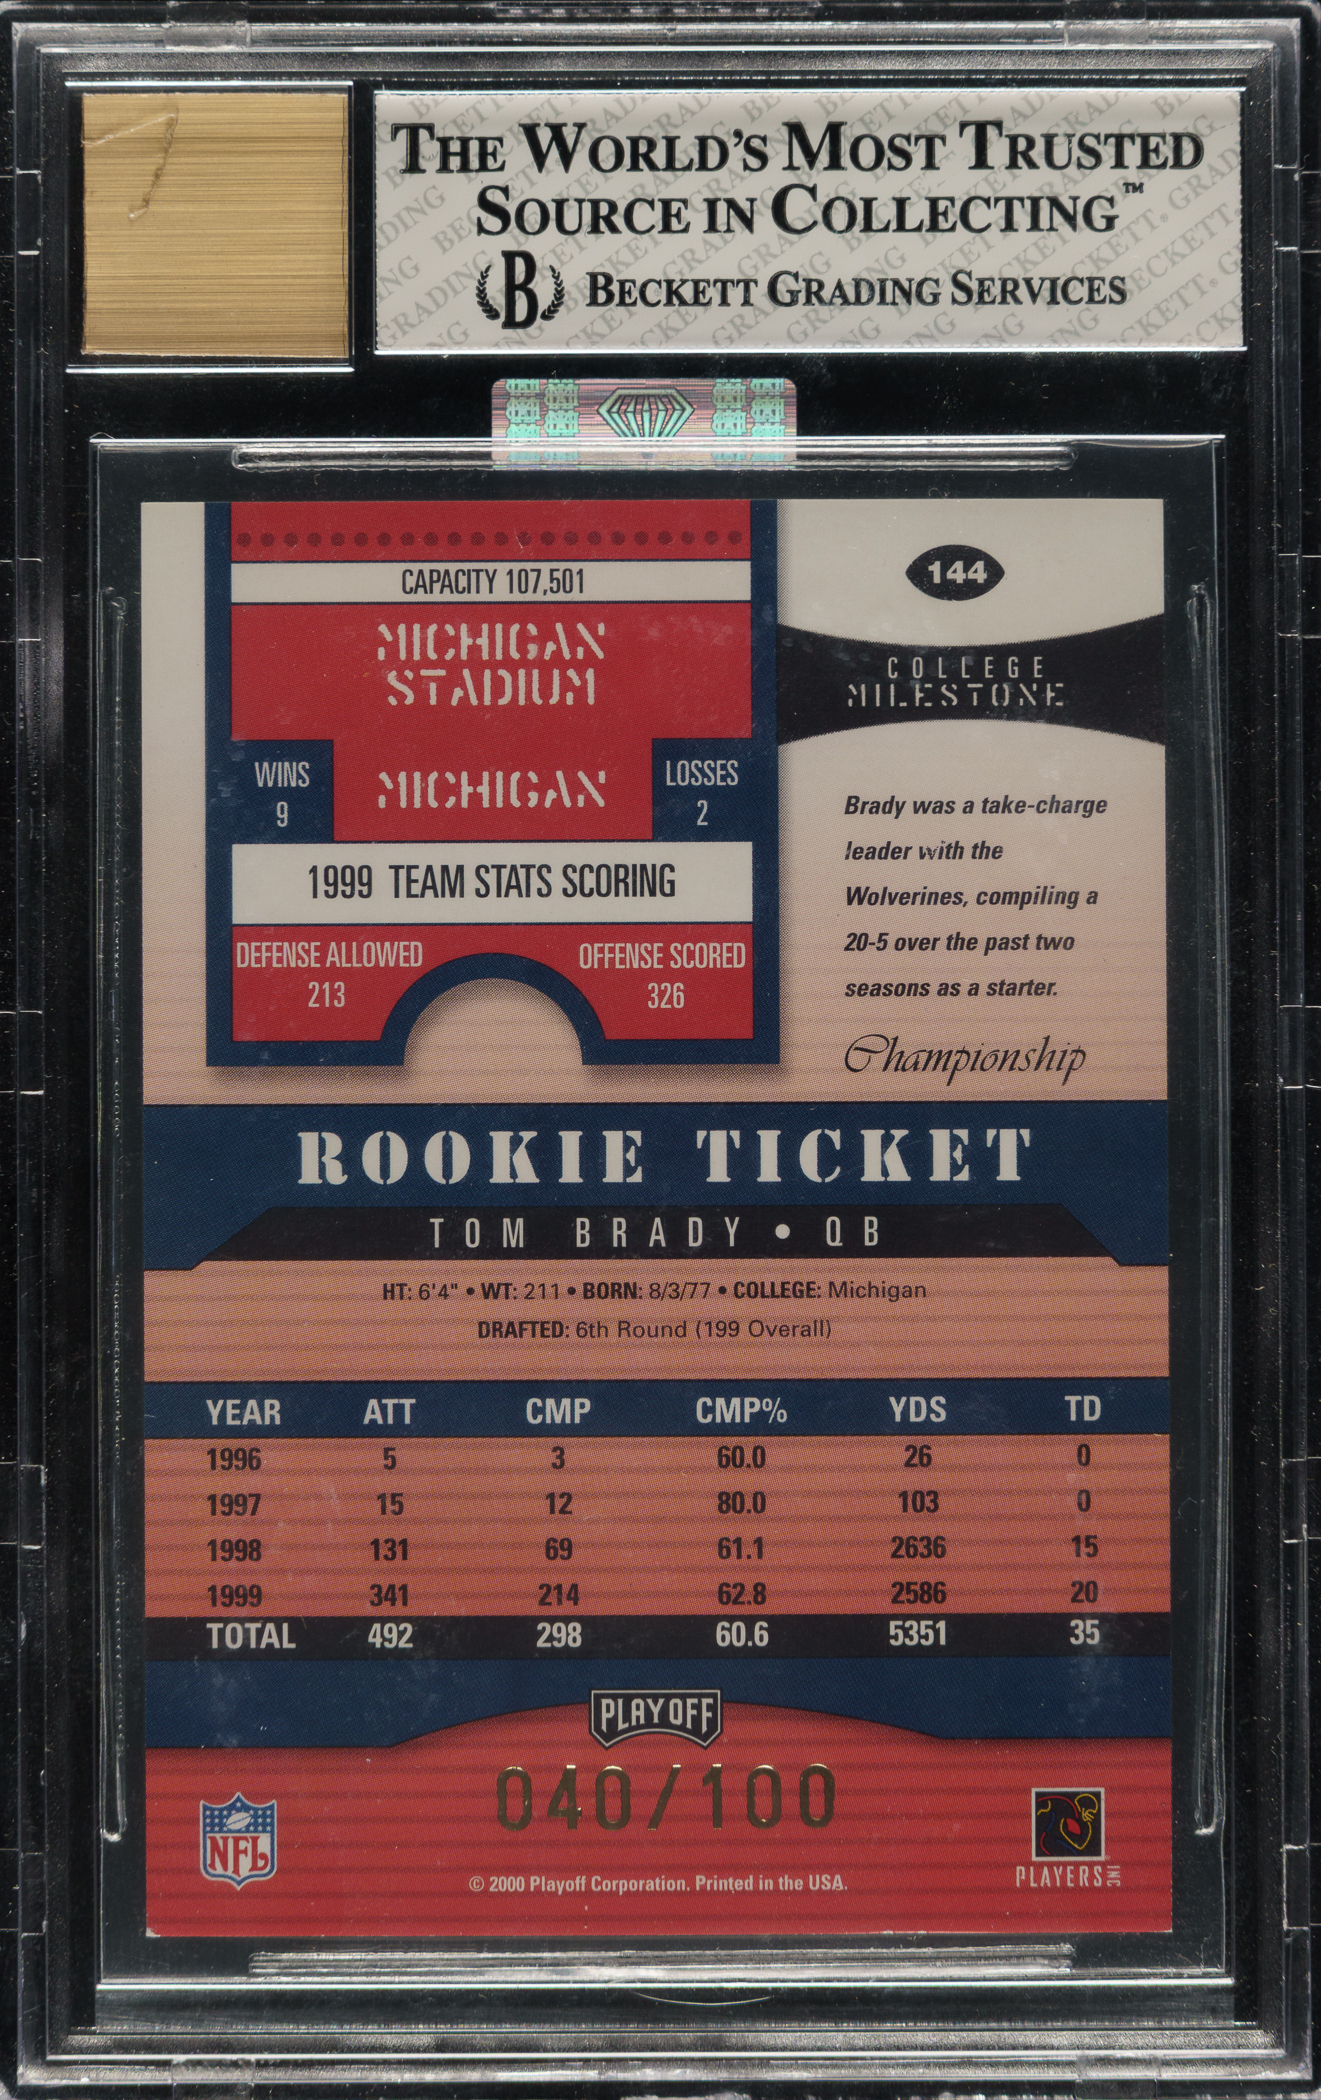 THE WORLD'S MOST TRUSTED
SOURCE IN COLLECTING™
B BECKETT GRADING SERVICES
CAPACITY 107,501
MICHIGAN
STADIUM
WINS
9
MICHIGAN
LOSSES
2
1999 TEAM STATS SCORING
DEFENSE ALLOWED
213
OFFENSE SCORED
326
144
COLLEGE
MILESTONE
Brady was a take-charge
leader with the
Wolverines, compiling a
20-5 over the past two
seasons as a starter.
Championship
ROOKIE TICKET
TOM BRADY • QB
HT: 6'4" • WT: 211 • BORN: 8/3/77 • COLLEGE: Michigan
DRAFTED: 6th Round (199 Overall)
YEAR ATT CMP CMP% YDS TD
1996 5 3 60.0 26 0
1997 15 12 80.0 103 0
1998 131 69 61.1 2636 15
1999 341 214 62.8 2586 20
TOTAL 492 298 60.6 5351 35
PLAYOFF
040/100
NFL
PLAYERS INC
© 2000 Playoff Corporation. Printed in the USA.